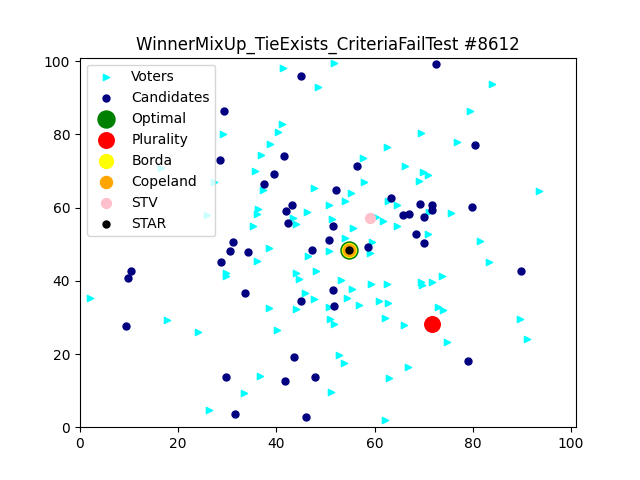 WinnerMixUp_TieExists_CriteriaFailTest #8612
100
80
60
40
20
0
Voters
Candidates
Optimal
Plurality
Borda
Copeland
STV
STAR
0 20 40 60 80 100